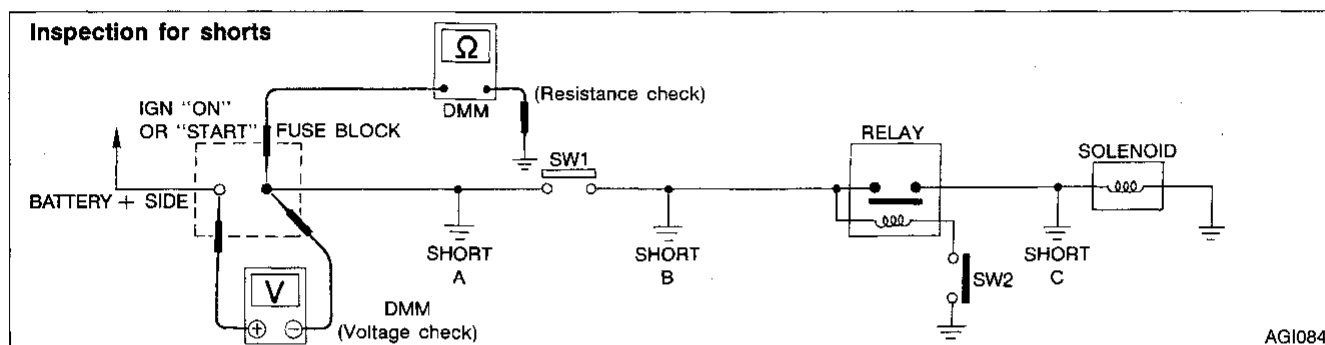 Inspection for shorts
Ω
DMM
(Resistance check)
IGN "ON"
OR "START"
FUSE BLOCK
BATTERY + SIDE
SW1
RELAY
SOLENOID
SHORT
A
SHORT
B
SHORT
C
SW2
V
+ −
DMM
(Voltage check)
AGI084